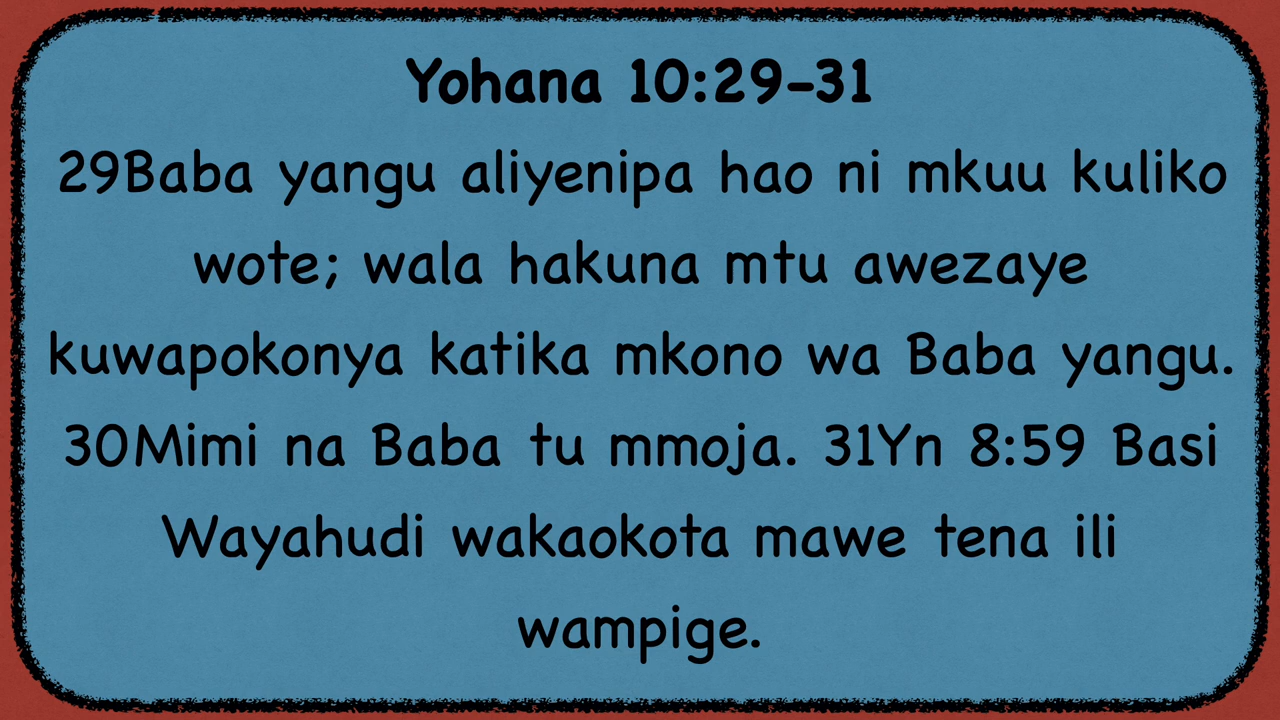 Yohana 10:29-31
29Baba yangu aliyenipa hao ni mkuu kuliko
wote; wala hakuna mtu awezaye
kuwapokonya katika mkono wa Baba yangu.
30Mimi na Baba tu mmoja. 31Yn 8:59 Basi
Wayahudi wakaokota mawe tena ili
wampige.